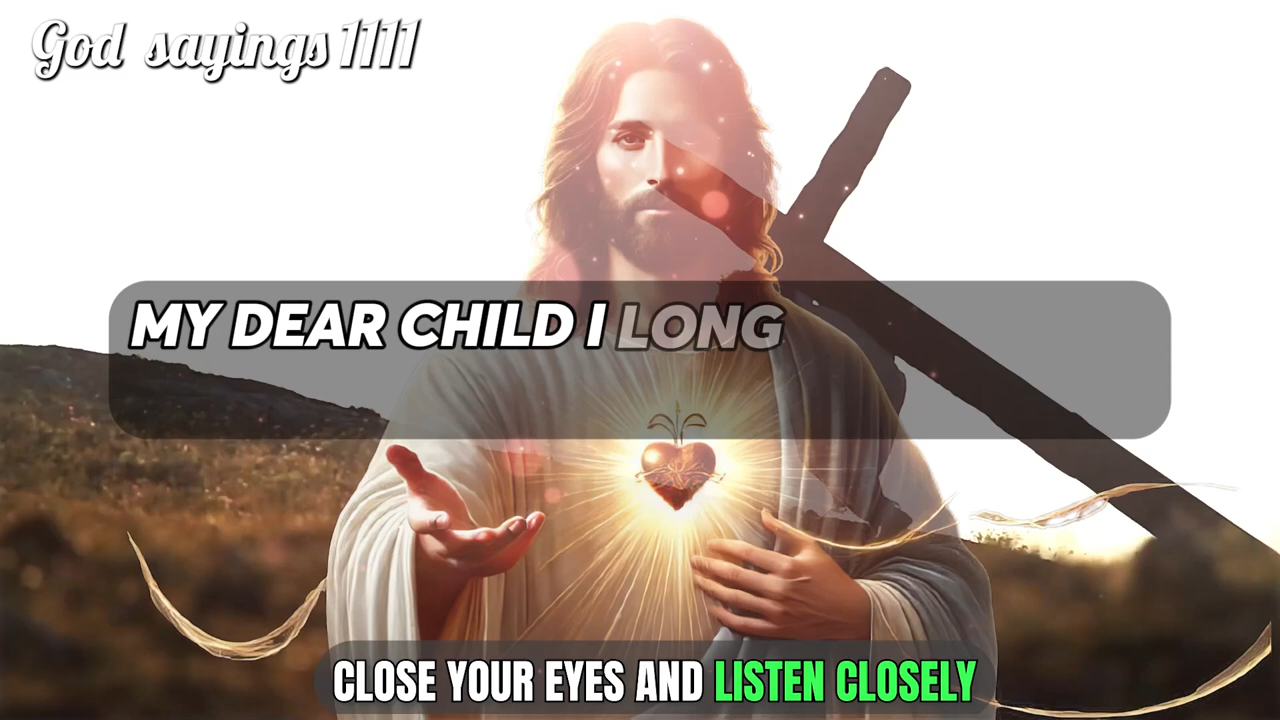 God sayings 1111
MY DEAR CHILD I LONG
CLOSE YOUR EYES AND LISTEN CLOSELY